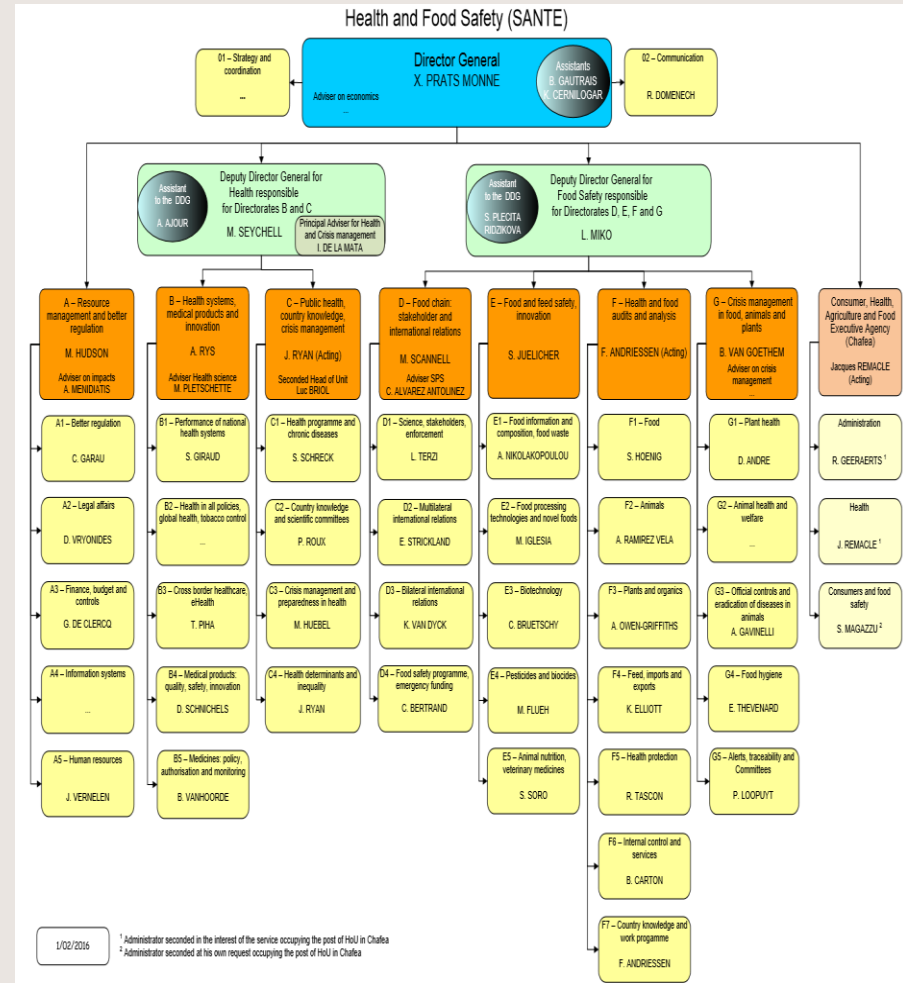 Health and Food Safety (SANTE)
01 – Strategy and
coordination
...
Director General
X. PRATS MONNE
Adviser on economics
...
Assistants
B. GAUTRAIS
K. CERNILOGAR
02 – Communication
R. DOMENECH
Assistant
to the DDG
A. AJOUR
Deputy Director General for
Health responsible
for Directorates B and C
M. SEYCHELL
Principal Adviser for Health
and Crisis management
I. DE LA MATA
Assistant
to the DDG
S. PLECITA
RIDZIKOVA
Deputy Director General for
Food Safety responsible
for Directorates D, E, F and G
L. MIKO
A – Resource
management and better
regulation
M. HUDSON
Adviser on impacts
A. MENIDIATIS
B – Health systems,
medical products and
innovation
A. RYS
Adviser Health science
M. PLETSCHETTE
C – Public health,
country knowledge,
crisis management
J. RYAN (Acting)
Seconded Head of Unit
Luc BRIOL
D – Food chain:
stakeholder and
international relations
M. SCANNELL
Adviser SPS
C. ALVAREZ ANTOLINEZ
E – Food and feed safety,
innovation
S. JUELICHER
F – Health and food
audits and analysis
F. ANDRIESSEN (Acting)
G – Crisis management
in food, animals and
plants
B. VAN GOETHEM
Adviser on crisis
management
...
Consumer, Health,
Agriculture and Food
Executive Agency
(Chafea)
Jacques REMACLE
(Acting)
A1 – Better regulation
C. GARAU
B1 – Performance of national
health systems
S. GIRAUD
C1 – Health programme and
chronic diseases
S. SCHRECK
D1 – Science, stakeholders,
enforcement
L. TERZI
E1 – Food information and
composition, food waste
A. NIKOLAKOPOULOU
F1 – Food
S. HOENIG
G1 – Plant health
D. ANDRE
Administration
R. GEERAERTS ¹
A2 – Legal affairs
D. VRYONIDES
B2 – Health in all policies,
global health, tobacco control
...
C2 – Country knowledge
and scientific committees
P. ROUX
D2 – Multilateral
international relations
E. STRICKLAND
E2 – Food processing
technologies and novel foods
M. IGLESIA
F2 – Animals
A. RAMIREZ VELA
G2 – Animal health and
welfare
...
Health
J. REMACLE ¹
A3 – Finance, budget and
controls
G. DE CLERCQ
B3 – Cross border healthcare,
eHealth
T. PIHA
C3 – Crisis management and
preparedness in health
M. HUEBEL
D3 – Bilateral international
relations
K. VAN DYCK
E3 – Biotechnology
C. BRUETSCHY
F3 – Plants and organics
A. OWEN-GRIFFITHS
G3 – Official controls and
eradication of diseases in
animals
A. GAVINELLI
Consumers and food
safety
S. MAGAZZU ²
A4 – Information systems
...
B4 – Medical products:
quality, safety, innovation
D. SCHNICHELS
C4 – Health determinants and
inequality
J. RYAN
D4 – Food safety programme,
emergency funding
C. BERTRAND
E4 – Pesticides and biocides
M. FLUEH
F4 – Feed, imports and
exports
K. ELLIOTT
G4 – Food hygiene
E. THEVENARD
A5 – Human resources
J. VERNELEN
B5 – Medicines: policy,
authorisation and monitoring
B. VANHOORDE
E5 – Animal nutrition,
veterinary medicines
S. SORO
F5 – Health protection
R. TASCON
G5 – Alerts, traceability and
Committees
P. LOOPUYT
F6 – Internal control and
services
B. CARTON
F7 – Country knowledge and
work progamme
F. ANDRIESSEN
1/02/2016
¹ Administrator seconded in the interest of the service occupying the post of HoU in Chafea
² Administrator seconded at his own request occupying the post of HoU in Chafea